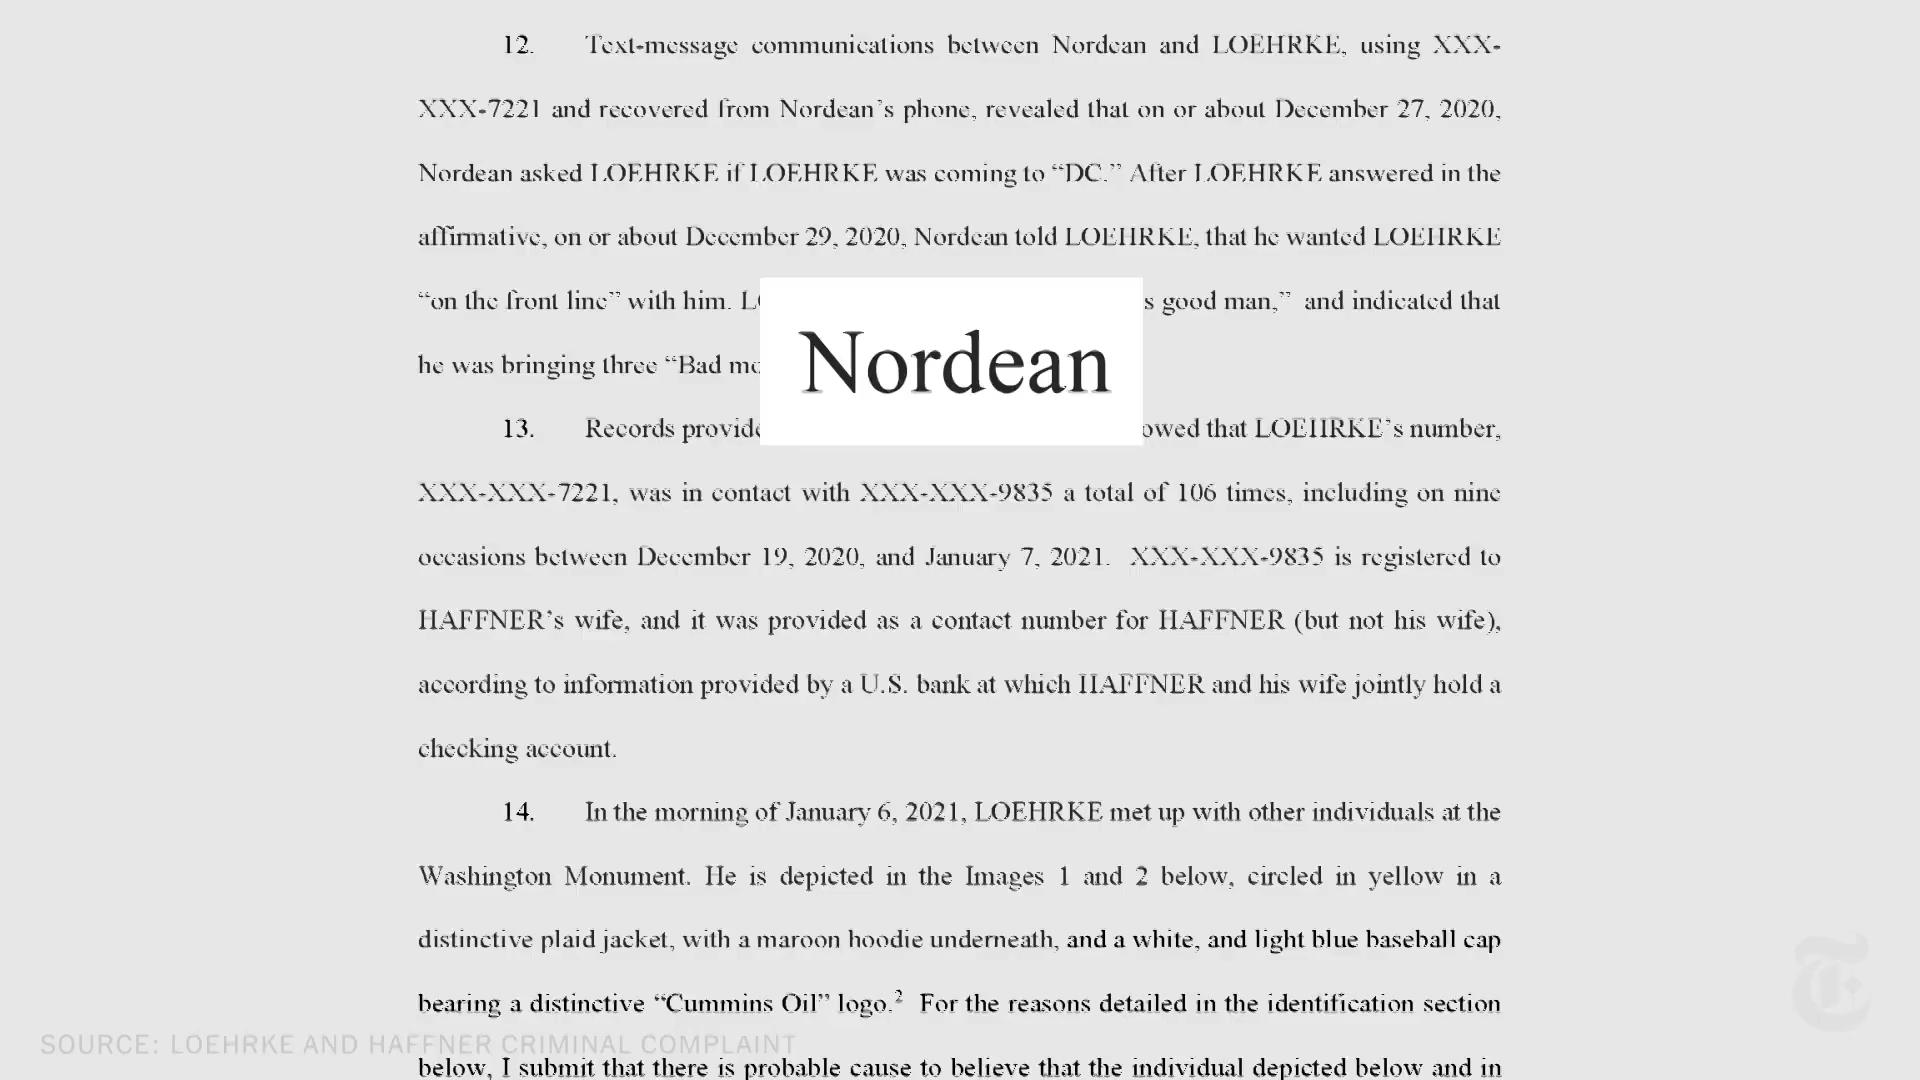 12. Text-message communications between Nordean and LOEHRKE, using XXX-
XXX-7221 and recovered from Nordean’s phone, revealed that on or about December 27, 2020,
Nordean asked LOEHRKE if LOEHRKE was coming to “DC.” After LOEHRKE answered in the
affirmative, on or about December 29, 2020, Nordean told LOEHRKE, that he wanted LOEHRKE
“on the front line” with him. good man,” and indicated that
he was bringing three “Bad
Nordean
13. Records that LOEHRKE’s number,
XXX-XXX-7221, was in contact with XXX-XXX-9835 a total of 106 times, including on nine
occasions between December 19, 2020, and January 7, 2021. XXX-XXX-9835 is registered to
HAFFNER’s wife, and it was provided as a contact number for HAFFNER (but not his wife),
according to information provided by a U.S. bank at which HAFFNER and his wife jointly hold a
checking account.
14. In the morning of January 6, 2021, LOEHRKE met up with other individuals at the
Washington Monument. He is depicted in the Images 1 and 2 below, circled in yellow in a
distinctive plaid jacket, with a maroon hoodie underneath, and a white, and light blue baseball cap
bearing a distinctive “Cummins Oil” logo.2 For the reasons detailed in the identification section
below, I submit that there is probable cause to believe that the individual depicted below and in
SOURCE: LOEHRKE AND HAFFNER CRIMINAL COMPLAINT
T